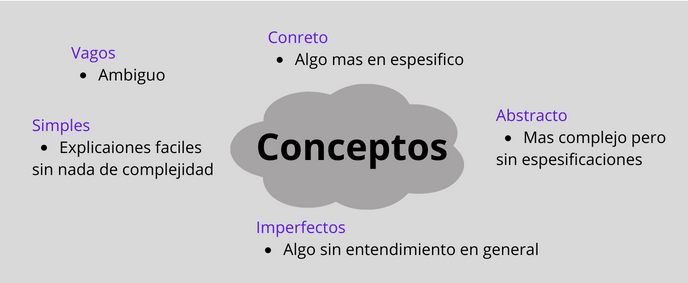 Conreto
• Algo mas en espesifico
Vagos
• Ambiguo
Abstracto
• Mas complejo pero
sin espesificaciones
Simples
• Explicaiones faciles
sin nada de complejidad
Conceptos
Imperfectos
• Algo sin entendimiento en general